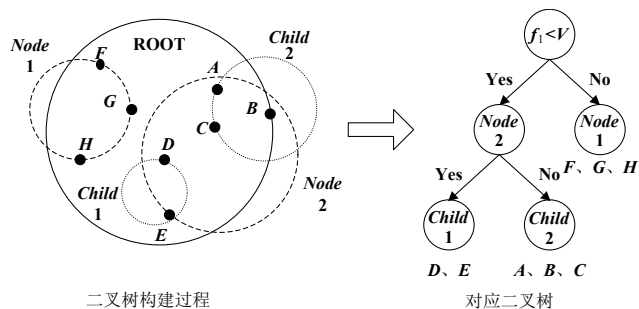 Node
1
F
ROOT
Child
2
A
G
B
C
H
D
Child
1
Node
2
E
二叉树构建过程
f1<V
Yes
No
Node
2
Node
1
F、G、H
Yes
No
Child
1
Child
2
D、E
A、B、C
对应二叉树